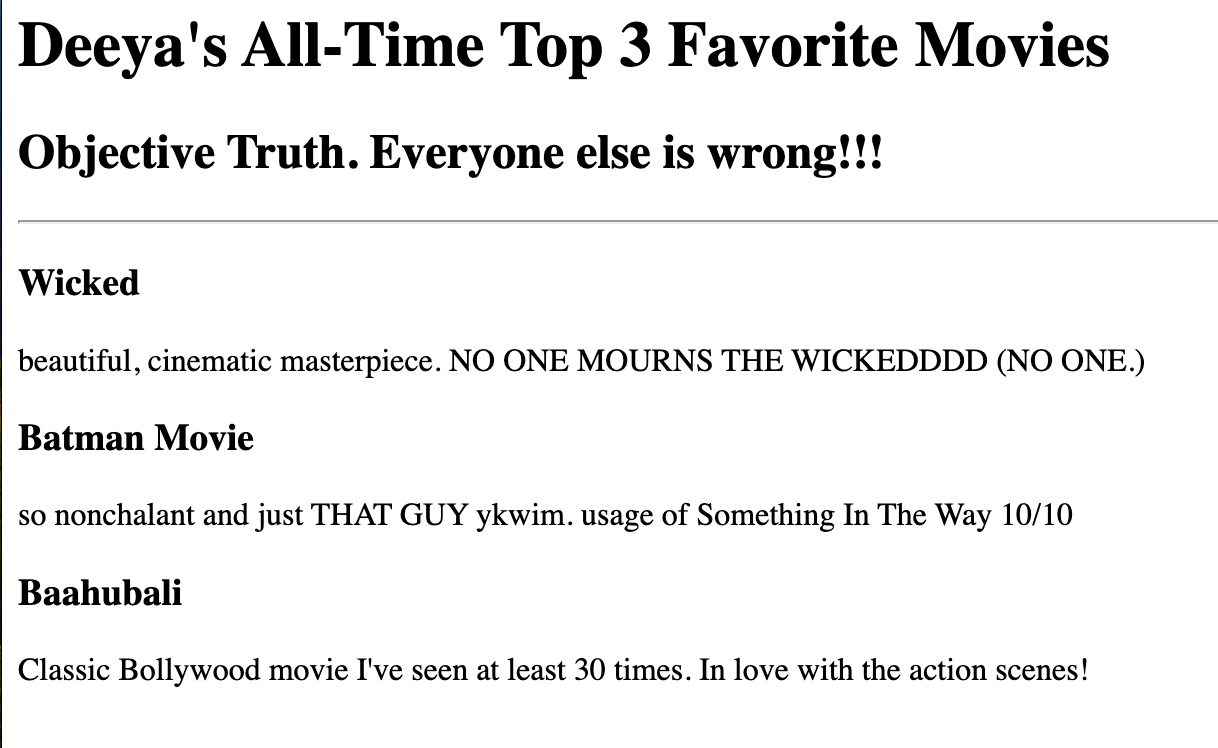 Deeya's All-Time Top 3 Favorite Movies
Objective Truth. Everyone else is wrong!!!
Wicked
beautiful, cinematic masterpiece. NO ONE MOURNS THE WICKEDDDD (NO ONE.)
Batman Movie
so nonchalant and just THAT GUY ykwim. usage of Something In The Way 10/10
Baahubali
Classic Bollywood movie I've seen at least 30 times. In love with the action scenes!